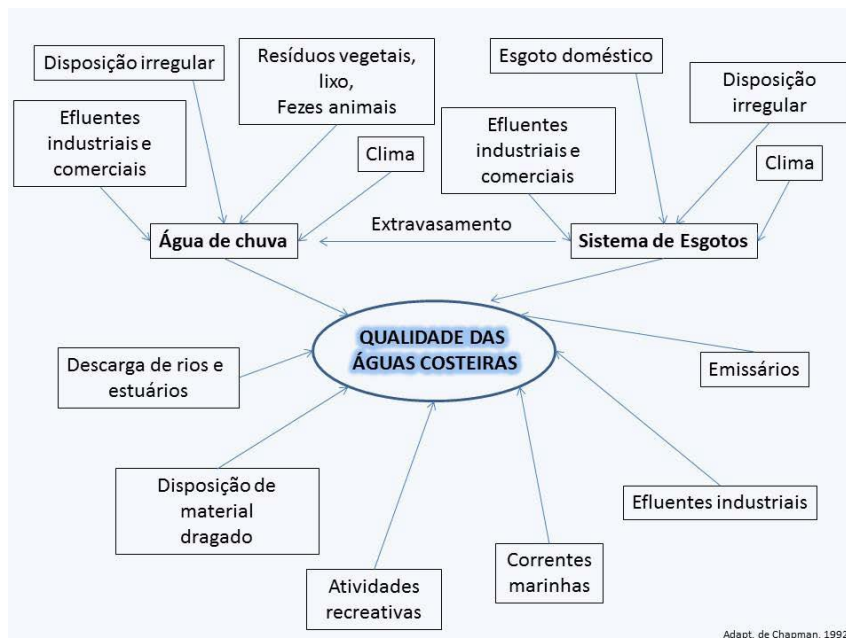 Disposição irregular
Resíduos vegetais,
lixo,
Fezes animais
Esgoto doméstico
Disposição
irregular
Efluentes
industriais e
comerciais
Clima
Efluentes
industriais e
comerciais
Clima
Água de chuva
Extravasamento
Sistema de Esgotos
QUALIDADE DAS
ÁGUAS COSTEIRAS
Descarga de rios e
estuários
Emissários
Disposição de
material
dragado
Efluentes industriais
Atividades
recreativas
Correntes
marinhas
Adapt. de Chapman, 1992